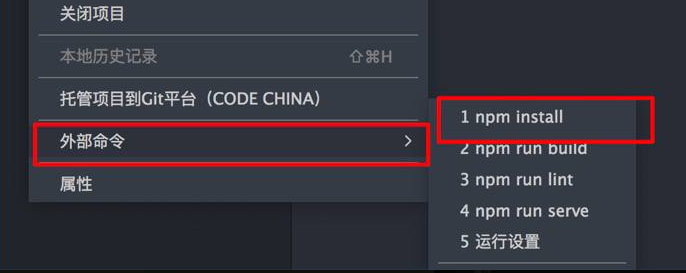 关闭项目
本地历史记录 ⇧⌘H
托管项目到Git平台（CODE CHINA）
外部命令 >
属性
1 npm install
2 npm run build
3 npm run lint
4 npm run serve
5 运行设置